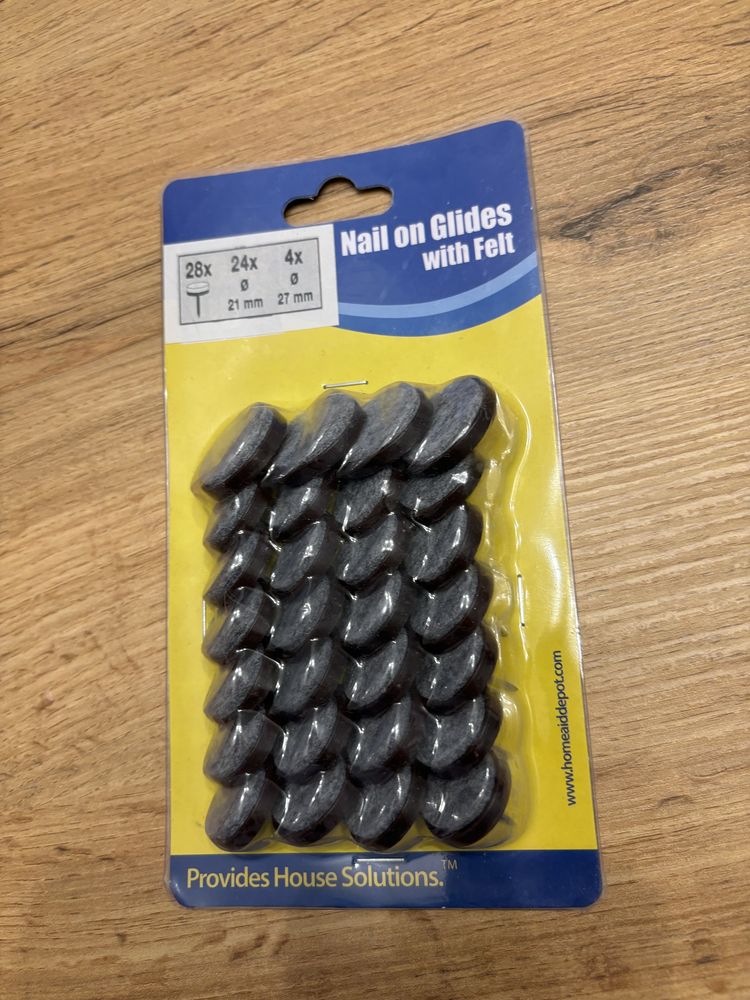 Nail on Glides
with Felt
28x 24x 4x
ø ø
21 mm 27 mm
www.homeaiddepot.com
Provides House Solutions.™